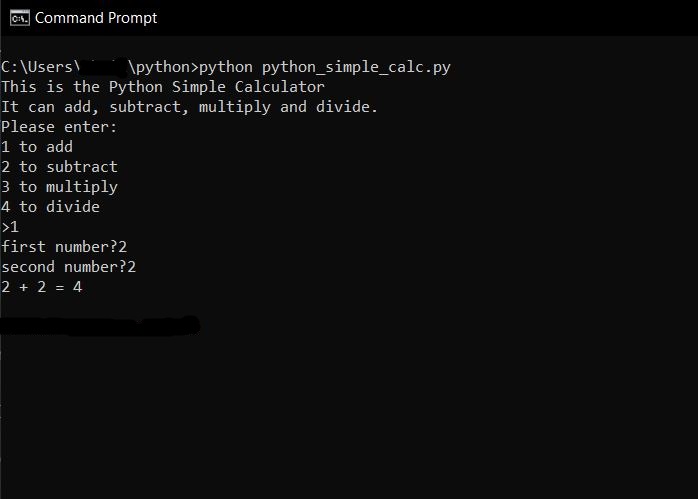 Command Prompt
C:\Users\ \python>python python_simple_calc.py
This is the Python Simple Calculator
It can add, subtract, multiply and divide.
Please enter:
1 to add
2 to subtract
3 to multiply
4 to divide
>1
first number?2
second number?2
2 + 2 = 4